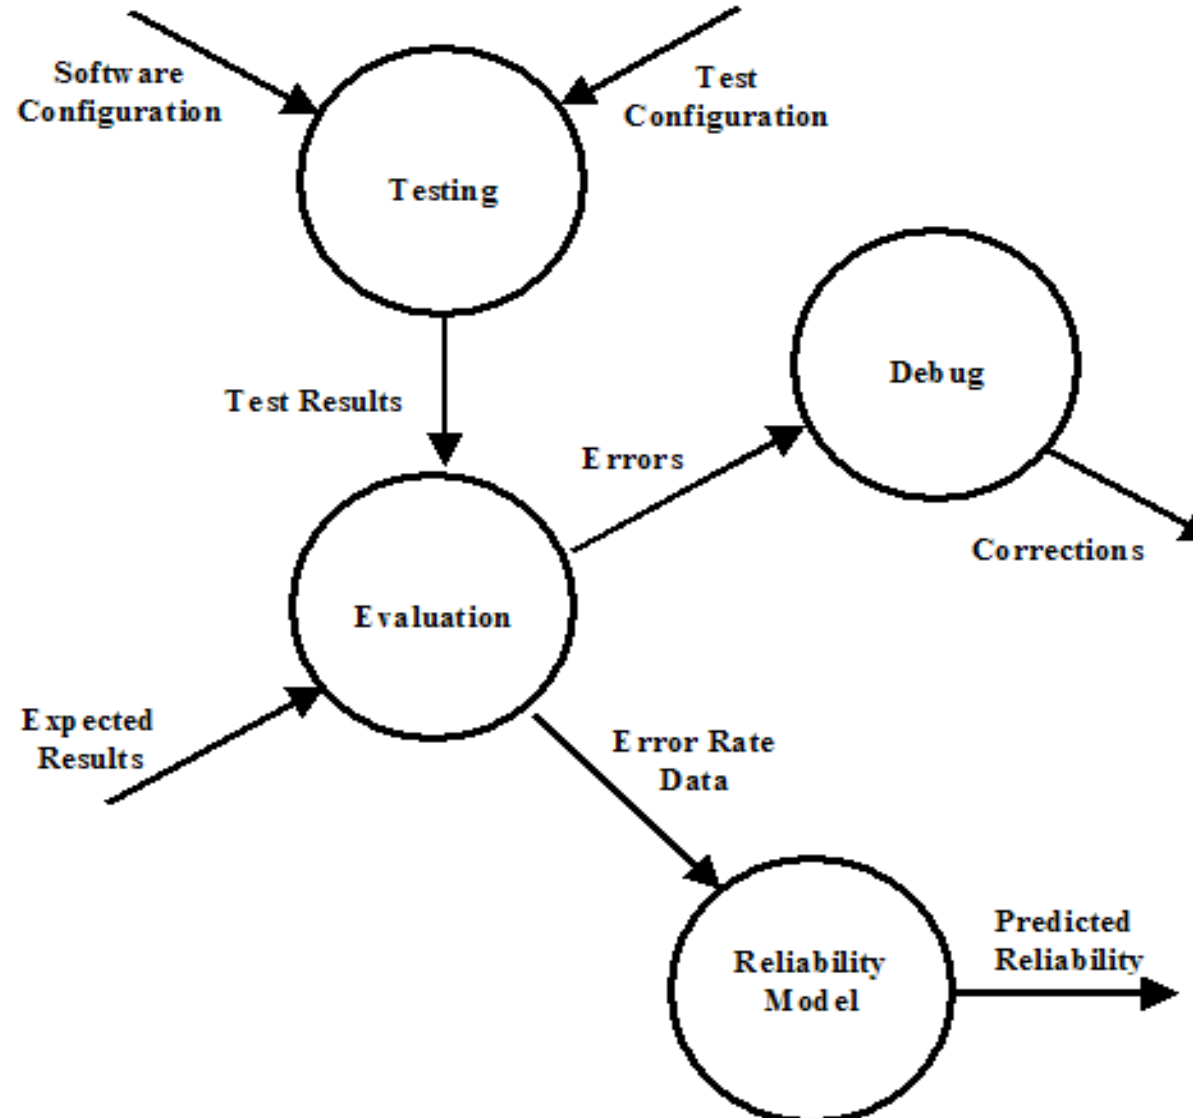 Software
Configuration
Test
Configuration
Testing
Test Results
Debug
Errors
Corrections
Evaluation
Expected
Results
Error Rate
Data
Reliability
Model
Predicted
Reliability